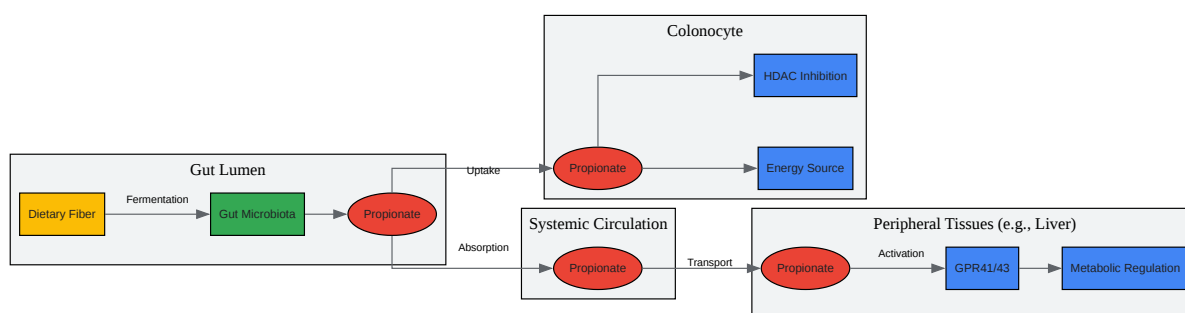 Colonocyte
HDAC Inhibition
Propionate
Energy Source
Uptake
Gut Lumen
Dietary Fiber
Fermentation
Gut Microbiota
Propionate
Absorption
Systemic Circulation
Propionate
Transport
Peripheral Tissues (e.g., Liver)
Propionate
Activation
GPR41/43
Metabolic Regulation